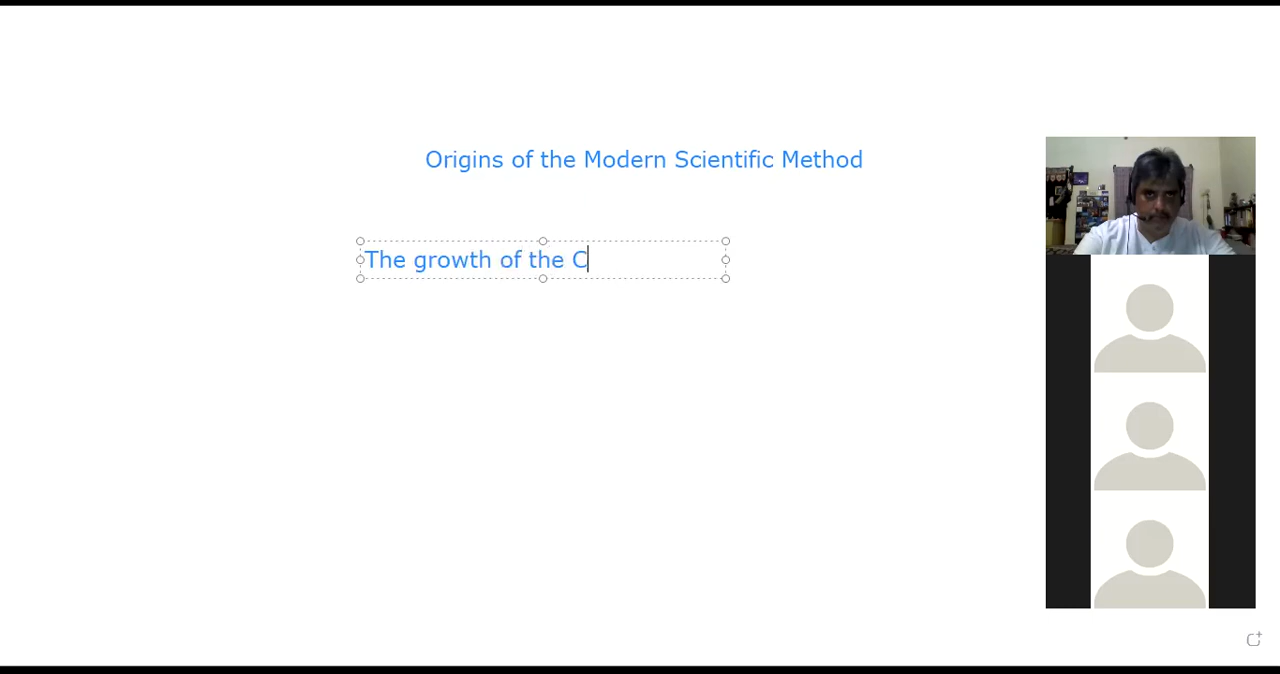 Origins of the Modern Scientific Method
The growth of the C